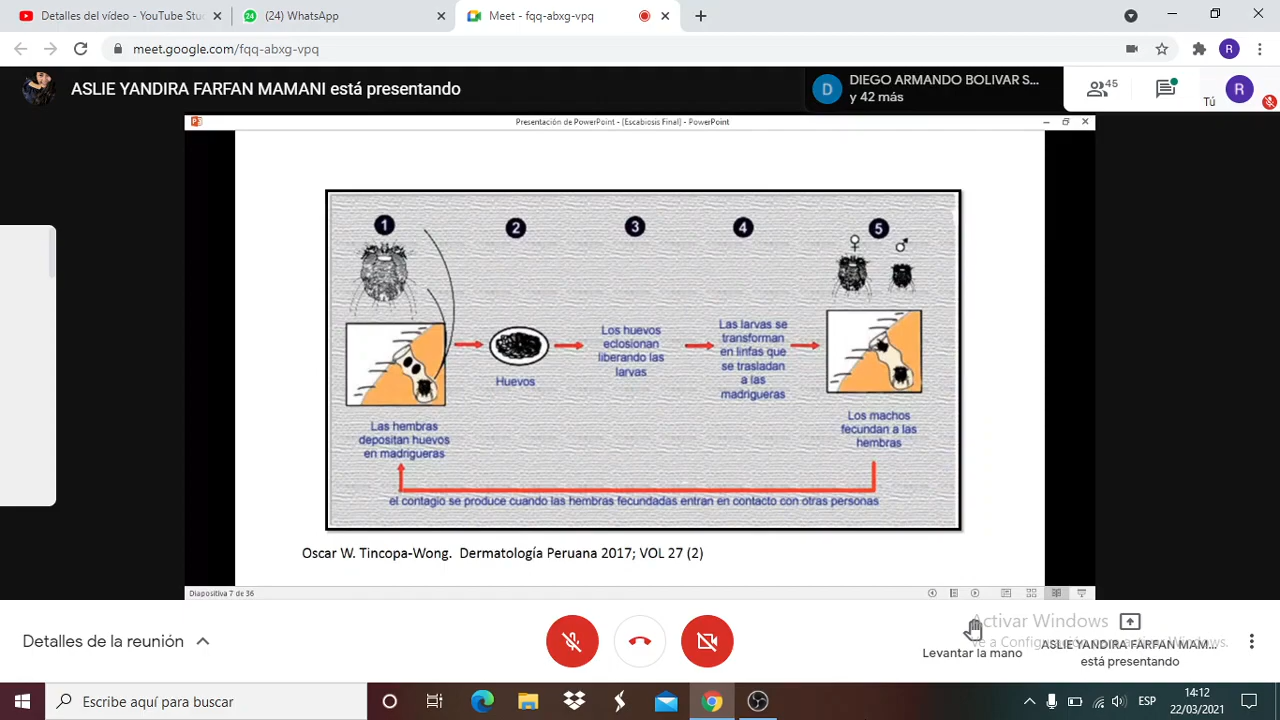 Detalles del vídeo - YouTube Stu
(24) WhatsApp
Meet - fqq-abxg-vpq
meet.google.com/fqq-abxg-vpq
R
ASLIE YANDIRA FARFAN MAMANI está presentando
D
DIEGO ARMANDO BOLIVAR S...
y 42 más
45
Tú
R
Presentación de PowerPoint - (Escabiosis Final) - PowerPoint
1
2
3
4
5
Los huevos
eclosionan
liberando las
larvas
Las larvas se
transforman
en linfas que
se trasladan
a las
madrigueras
Huevos
Las hembras
depositan huevos
en madrigueras
Los machos
fecundan a las
hembras
el contagio se produce cuando las hembras fecundadas entran en contacto con otras personas
Oscar W. Tincopa-Wong. Dermatología Peruana 2017; VOL 27 (2)
Diapositiva 7 de 36
Detalles de la reunión
Activar Windows
Ve a Configuración para activar Windows.
Levantar la mano
ASLIE YANDIRA FARFAN MAM...
está presentando
Escribe aquí para buscar
ESP
14:12
22/03/2021